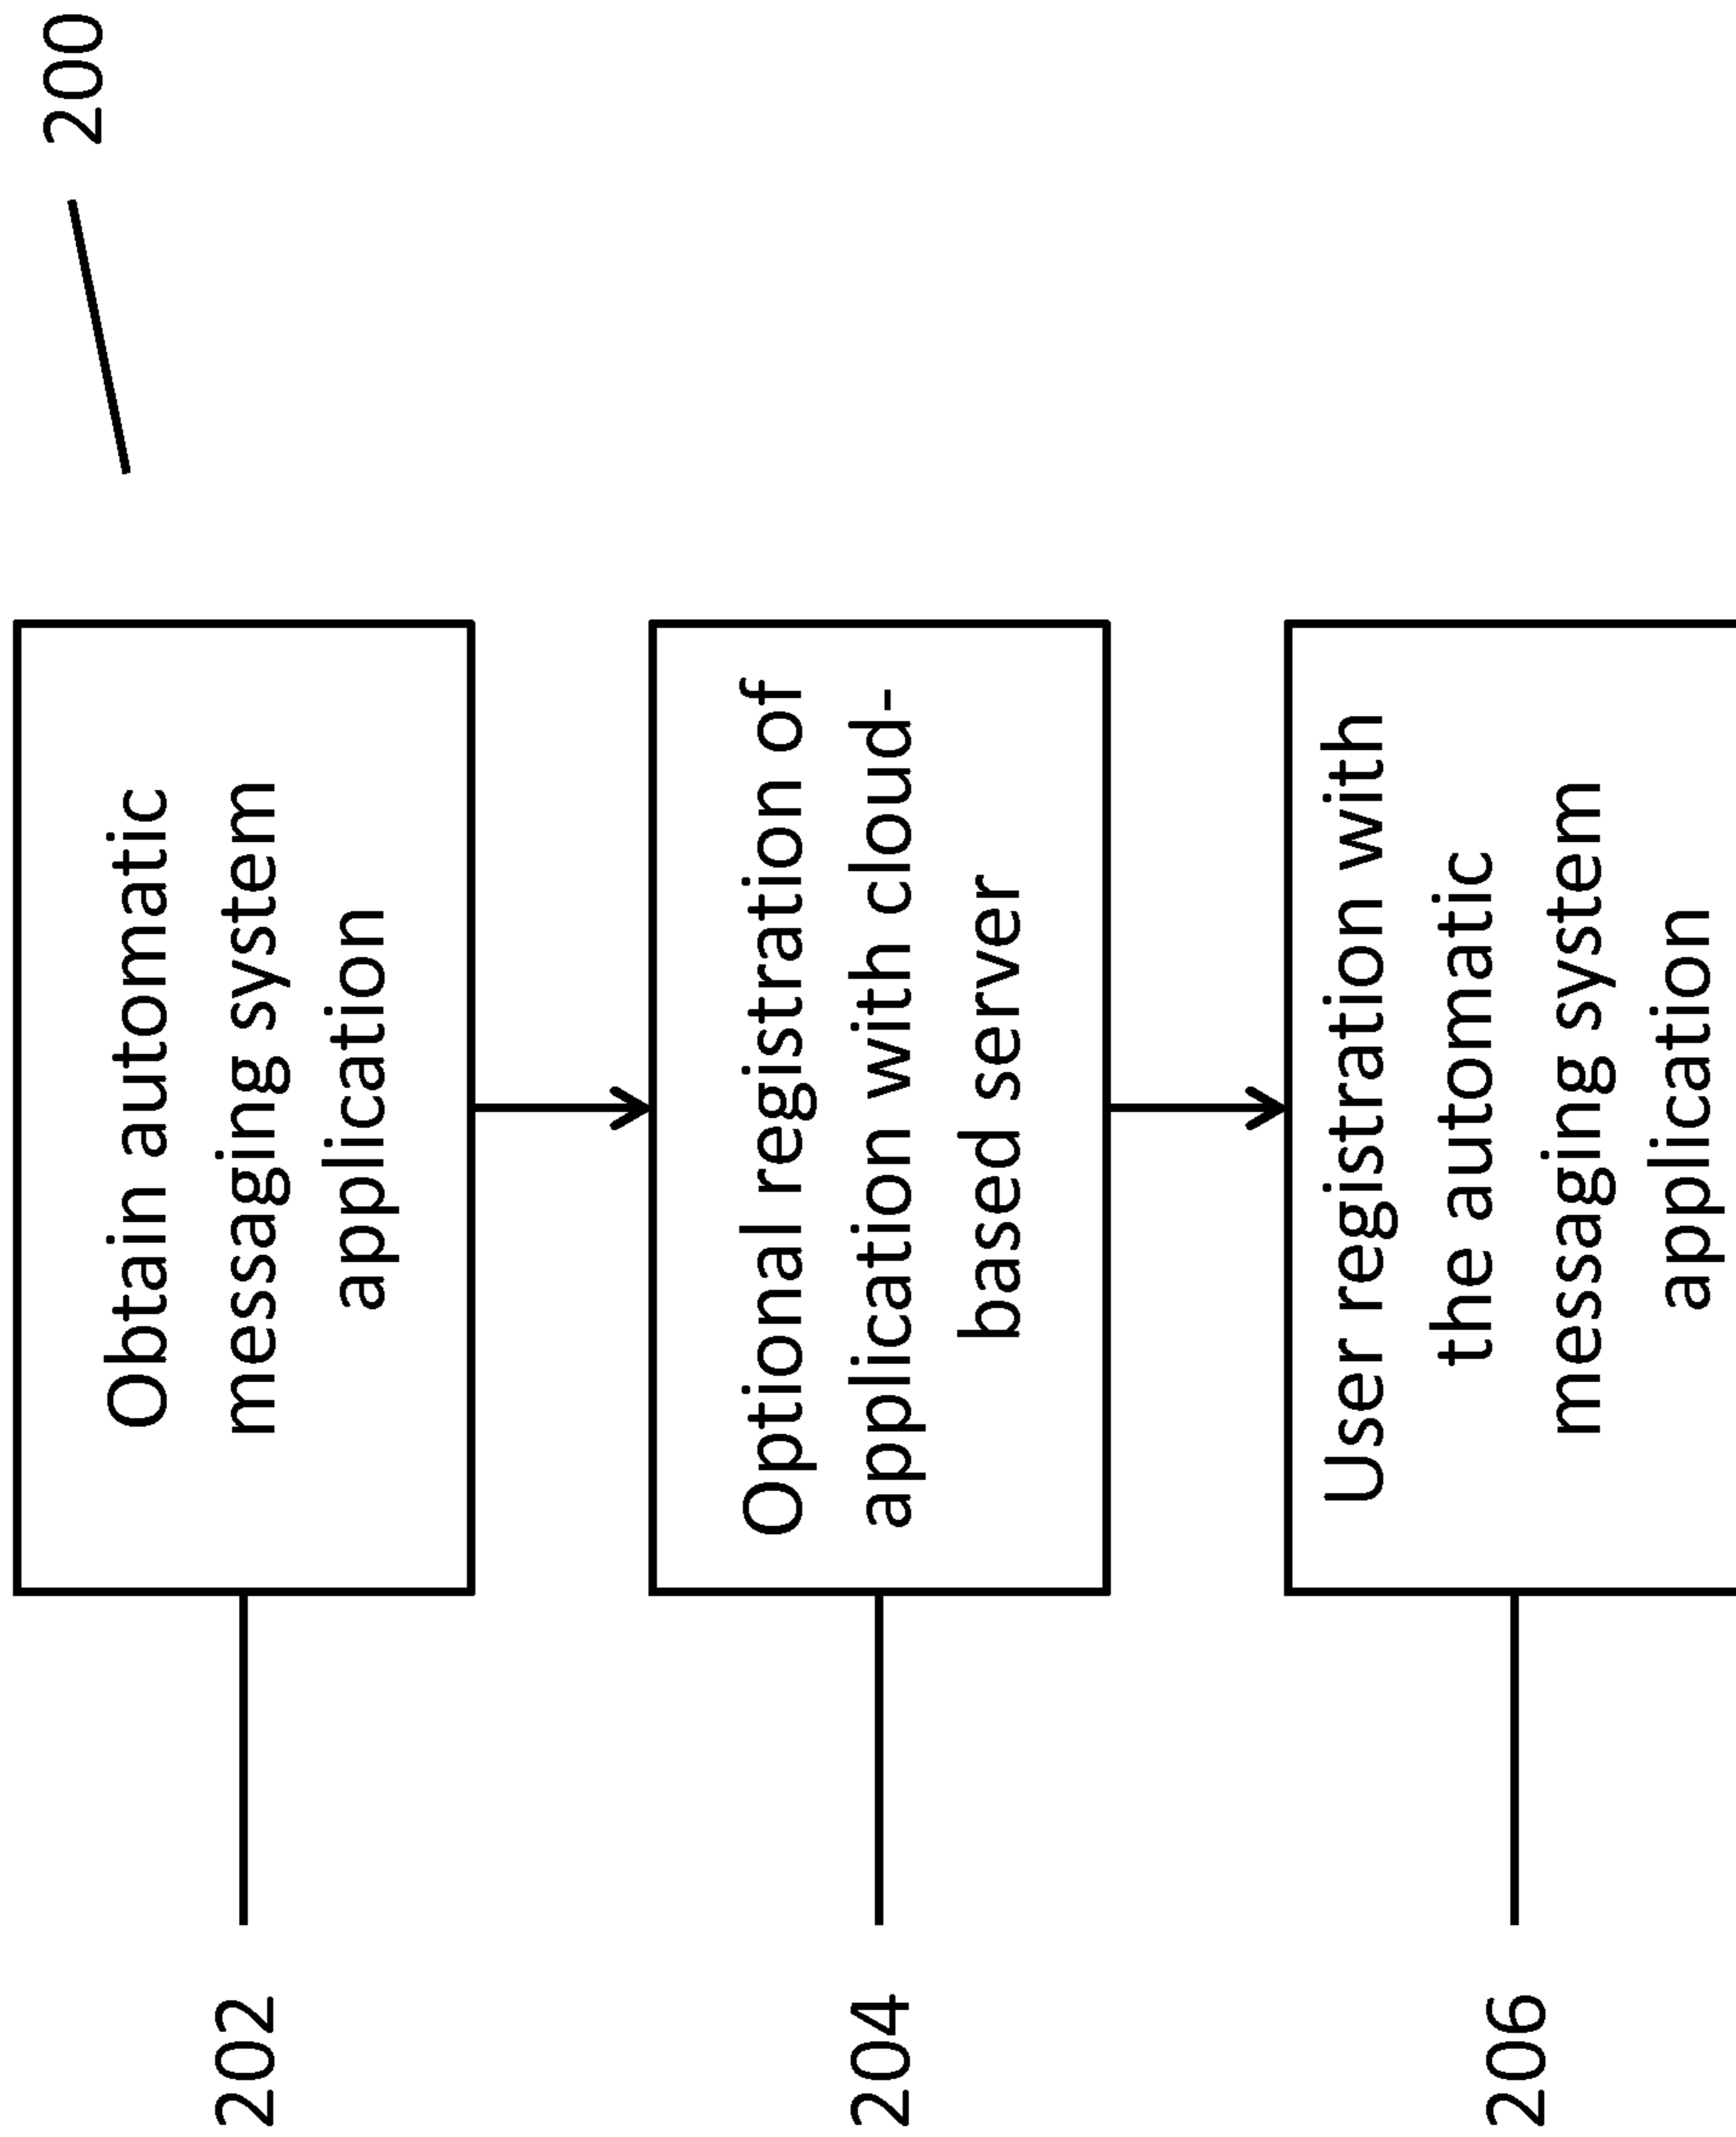 200
202
Obtain automatic
messaging system
application
204
Optional registration of
application with cloud-
based server
206
User registration with
the automatic
messaging system
application